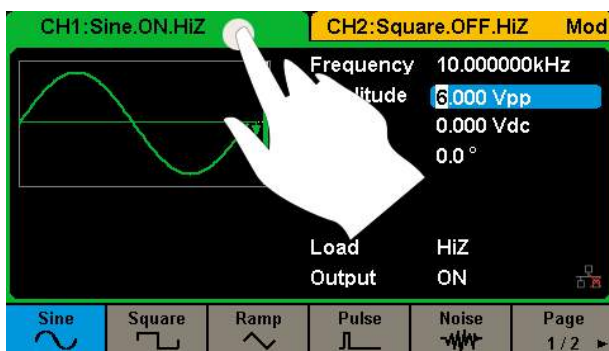 CH1:Sine.ON.HiZ CH2:Square.OFF.HiZ Mod
Frequency 10.000000kHz
6.000 Vpp
0.000 Vdc
0.0 °
Load HiZ
Output ON
Sine Square Ramp Pulse Noise Page
1/2